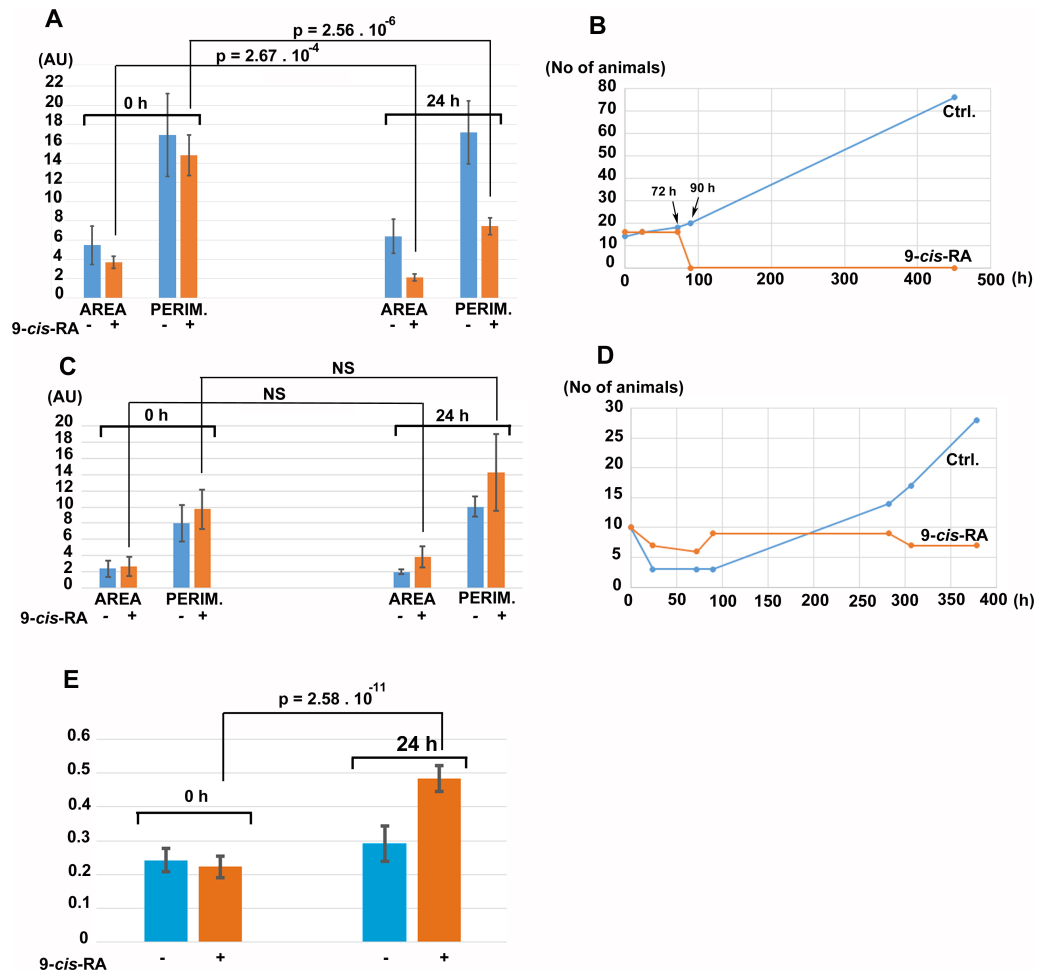 A
p = 2.56 . 10-6
p = 2.67 . 10-4
(AU)
22
20
18
16
14
12
10
8
6
4
2
0
0 h
24 h
AREA
PERIM.
AREA
PERIM.
9-cis-RA - + - + - + - +
B
(No of animals)
80
70
60
50
40
30
20
10
0
72 h
90 h
Ctrl.
9-cis-RA
0 100 200 300 400 500 (h)
C
NS
NS
(AU)
20
18
16
14
12
10
8
6
4
2
0
0 h
24 h
AREA
PERIM.
AREA
PERIM.
9-cis-RA - + - + - + - +
D
(No of animals)
30
25
20
15
10
5
0
Ctrl.
9-cis-RA
0 50 100 150 200 250 300 350 400 (h)
E
p = 2.58 . 10-11
0.6
0.5
0.4
0.3
0.2
0.1
0
0 h
24 h
9-cis-RA - + - +